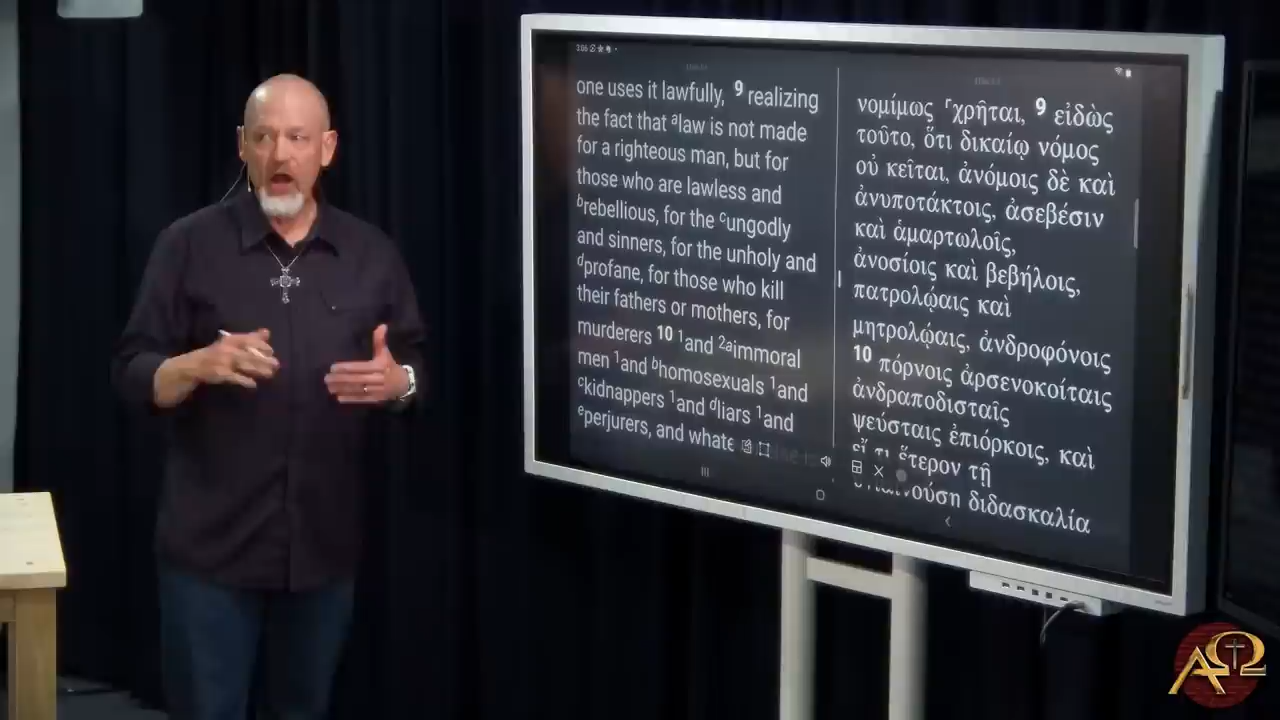 3:06
one uses it lawfully, 9 realizing
the fact that ᵃlaw is not made
for a righteous man, but for
those who are lawless and
ᵇrebellious, for the ᶜungodly
and sinners, for the unholy and
ᵈprofane, for those who kill
their fathers or mothers, for
murderers 10 ¹and ²ᵃimmoral
men ¹and ᵇhomosexuals ¹and
ᶜkidnappers ¹and ᵈliars ¹and
ᵉperjurers, and whate
νομίμως ⸀χρῆται, 9 εἰδὼς
τοῦτο, ὅτι δικαίῳ νόμος
οὐ κεῖται, ἀνόμοις δὲ καὶ
ἀνυποτάκτοις, ἀσεβέσιν
καὶ ἁμαρτωλοῖς,
ἀνοσίοις καὶ βεβήλοις,
πατρολῴαις καὶ
μητρολῴαις, ἀνδροφόνοις
10 πόρνοις ἀρσενοκοίταις
ἀνδραποδισταῖς
ψεύσταις ἐπιόρκοις, καὶ
εἴ τι ἕτερον τῇ
διδασκαλίᾳ
ΑΩ